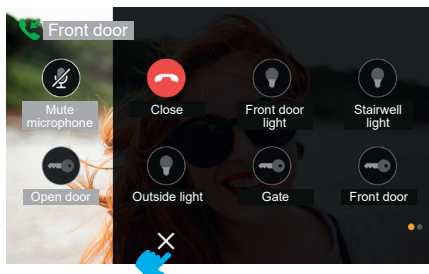 Front door
Mute
microphone
Close
Front door
light
Stairwell
light
Open door
Outside light
Gate
Front door